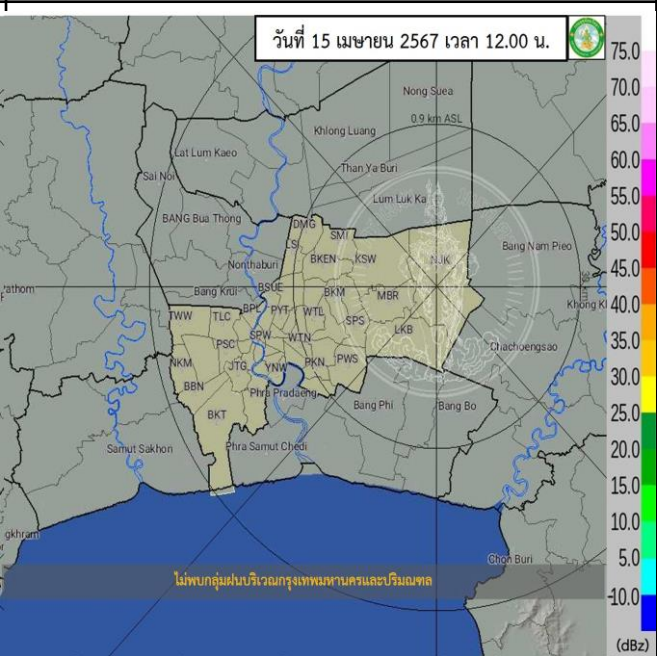 วันที่ 15 เมษายน 2567 เวลา 12.00 น.
75.0
70.0
65.0
60.0
55.0
50.0
45.0
40.0
35.0
30.0
25.0
20.0
15.0
10.0
5.0
-10.0
(dBz)
Nong Suea
0.9 km ASL
Khlong Luang
Lat Lum Kaeo
Than Ya Buri
Sai Noi
Lum Luk Ka
BANG Bua Thong
DMG
SMI
LSI
Bang Nam Pieo
BKEN
KSW
NJK
Nonthaburi
Bang Krui
BSUE
BKM
MBR
TWW
TLC
BPL
PYT
WTL
SPS
LKB
SPW
WTN
PSC
Chachoengsao
NKM
JTG
YNW
PKN
PWS
BBN
Phra Pradaeng
BKT
Bang Phi
Bang Bo
Samut Sakhon
Phra Samut Chedi
gkhram
Chon Buri
ไม่พบกลุ่มฝนบริเวณกรุงเทพมหานครและปริมณฑล